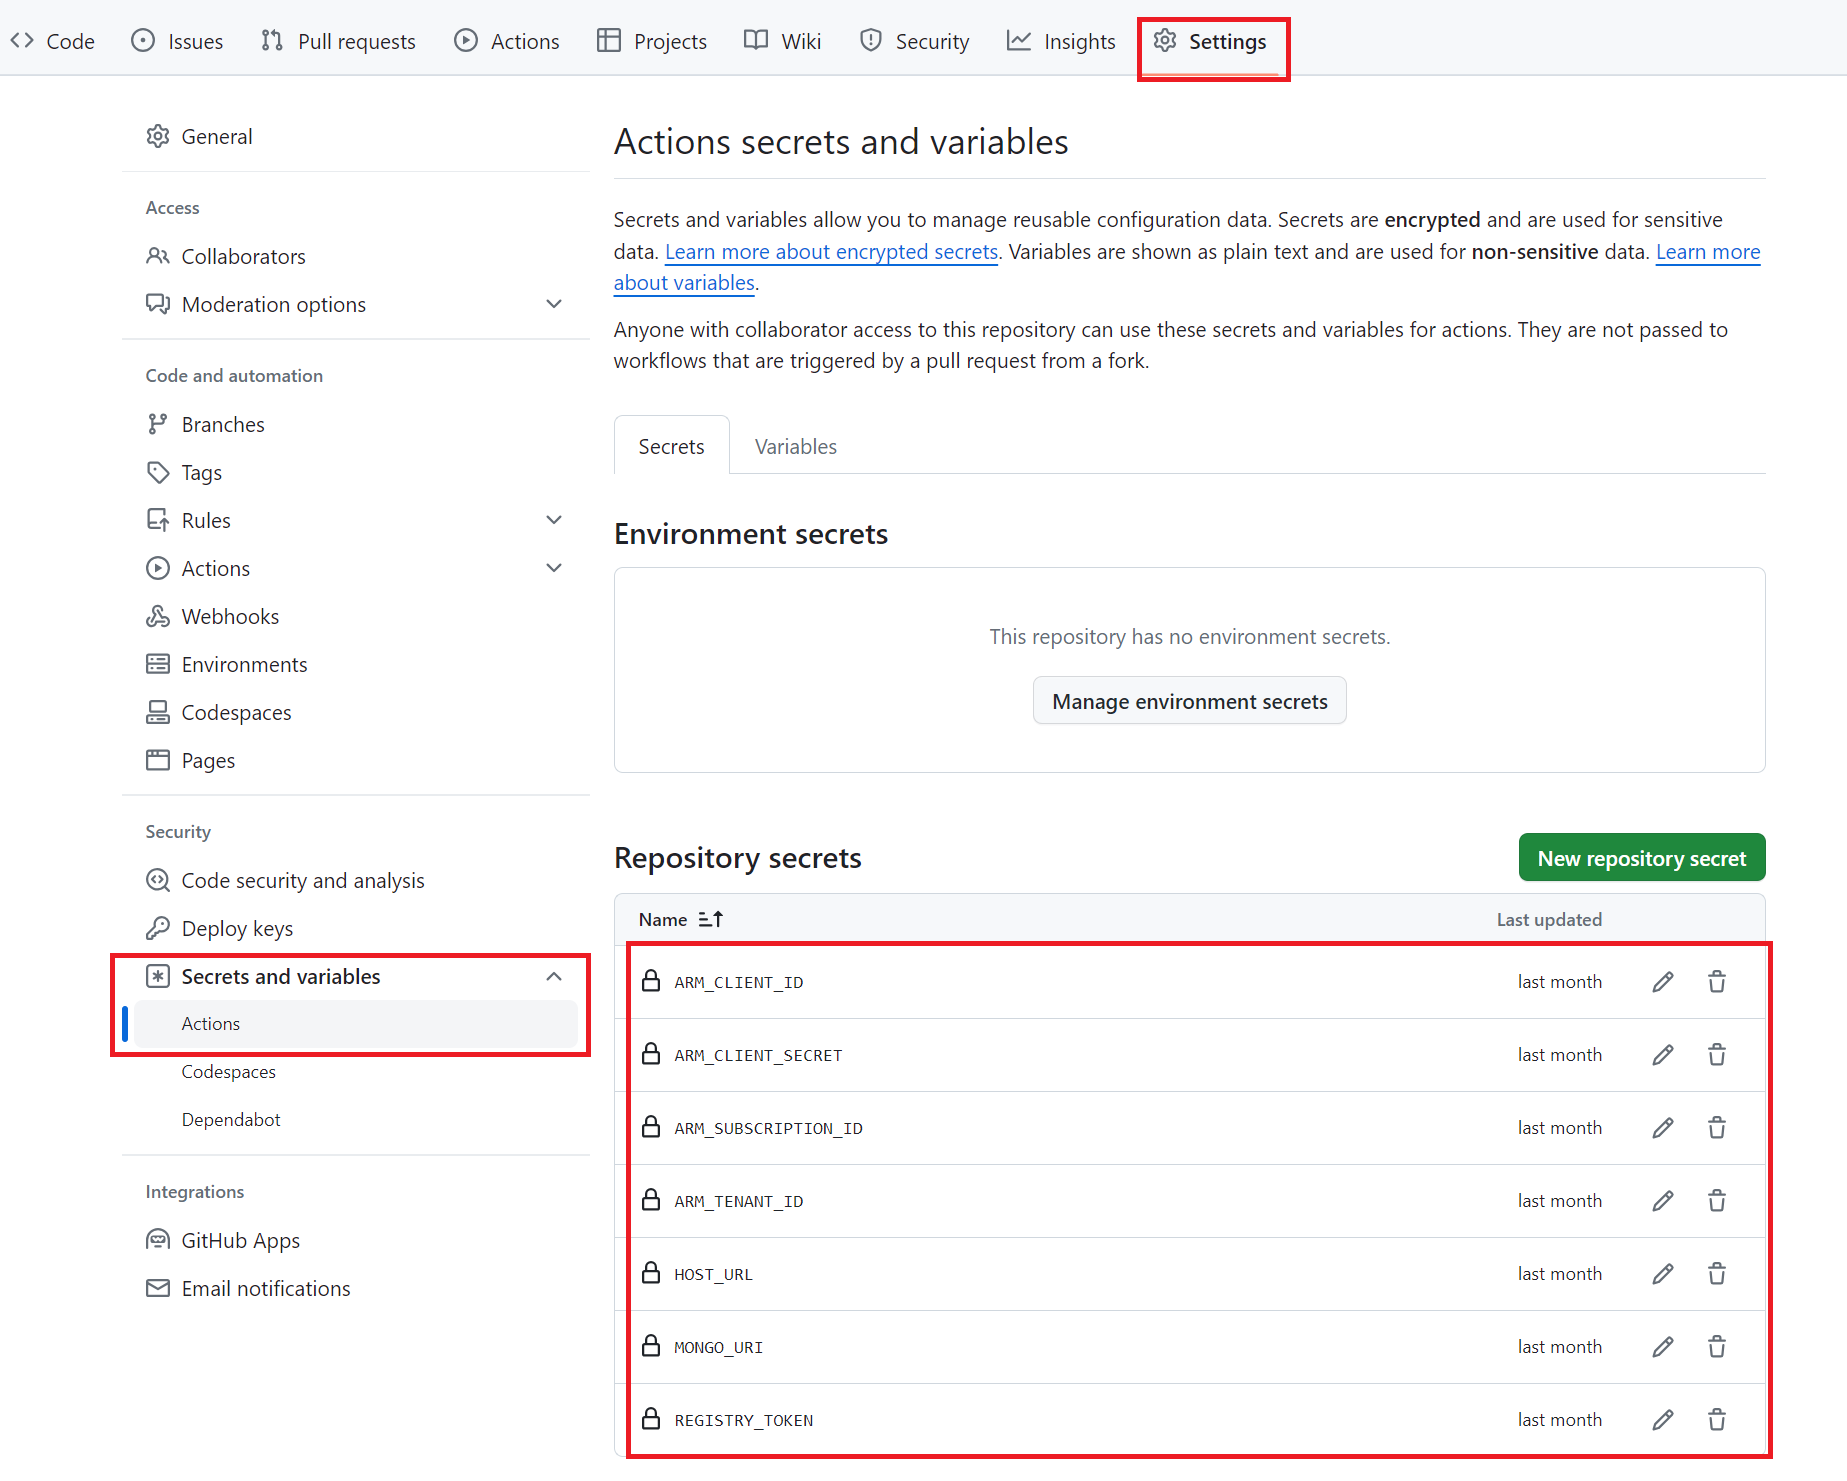 Code Issues Pull requests Actions Projects Wiki Security Insights Settings
General
Access
Collaborators
Moderation options
Code and automation
Branches
Tags
Rules
Actions
Webhooks
Environments
Codespaces
Pages
Security
Code security and analysis
Deploy keys
Secrets and variables
Actions
Codespaces
Dependabot
Integrations
GitHub Apps
Email notifications
Actions secrets and variables
Secrets and variables allow you to manage reusable configuration data. Secrets are encrypted and are used for sensitive
data. Learn more about encrypted secrets. Variables are shown as plain text and are used for non-sensitive data. Learn more
about variables.
Anyone with collaborator access to this repository can use these secrets and variables for actions. They are not passed to
workflows that are triggered by a pull request from a fork.
Secrets Variables
Environment secrets
This repository has no environment secrets.
Manage environment secrets
Repository secrets New repository secret
Name Last updated
ARM_CLIENT_ID last month
ARM_CLIENT_SECRET last month
ARM_SUBSCRIPTION_ID last month
ARM_TENANT_ID last month
HOST_URL last month
MONGO_URI last month
REGISTRY_TOKEN last month